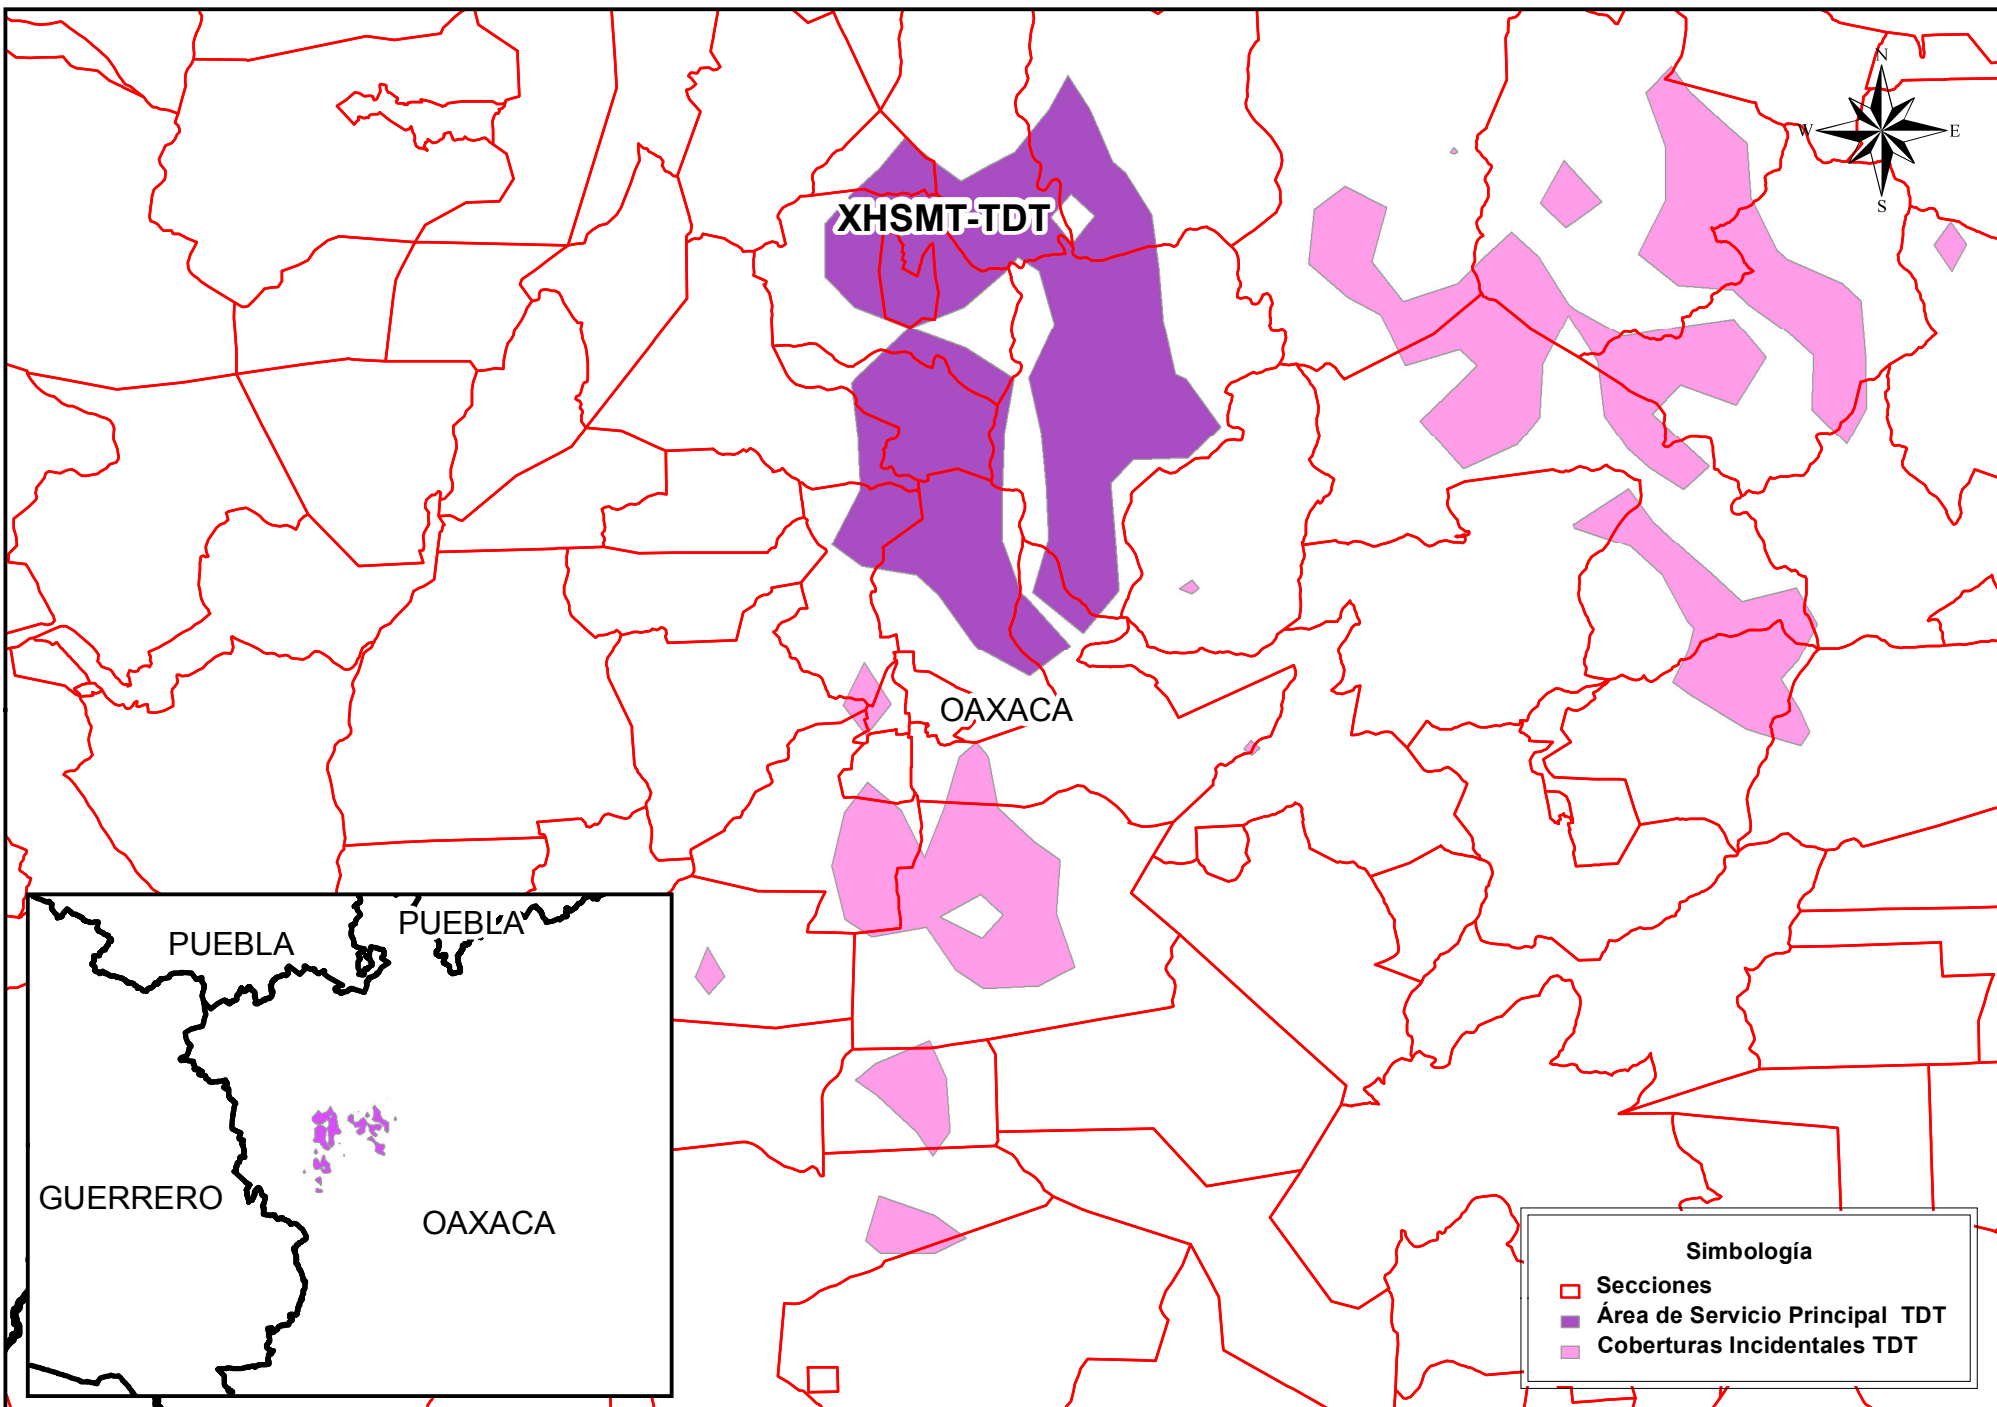 N
W E
S
XHSMT-TDT
OAXACA
PUEBLA
PUEBLA
GUERRERO
OAXACA
Simbología
Secciones
Área de Servicio Principal TDT
Coberturas Incidentales TDT